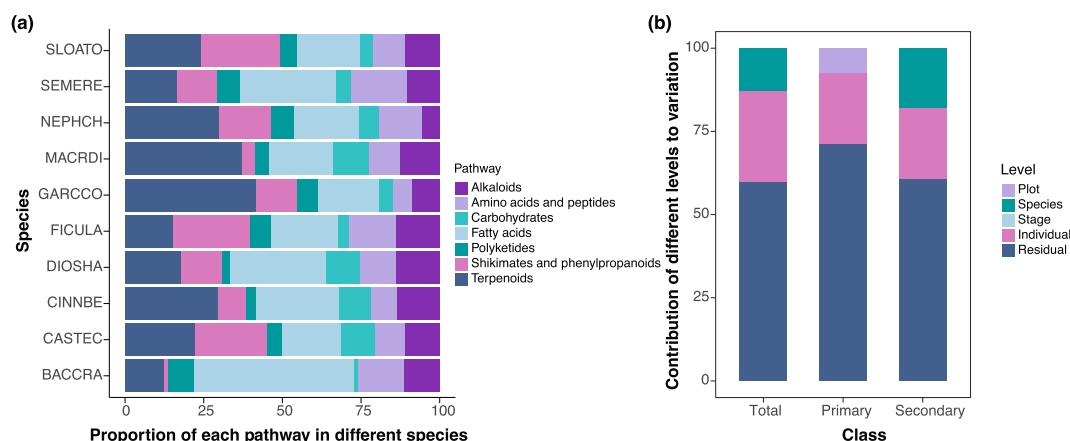 (a)
SLOATO
SEMERE
NEPHCH
MACRDI
GARCCO
FICULA
DIOSHA
CINNBE
CASTEC
BACCRA
Species
0 25 50 75 100
Proportion of each pathway in different species
Pathway
Alkaloids
Amino acids and peptides
Carbohydrates
Fatty acids
Polyketides
Shikimates and phenylpropanoids
Terpenoids
(b)
100
75
50
25
0
Contribution of different levels to variation
Total Primary Secondary
Class
Level
Plot
Species
Stage
Individual
Residual